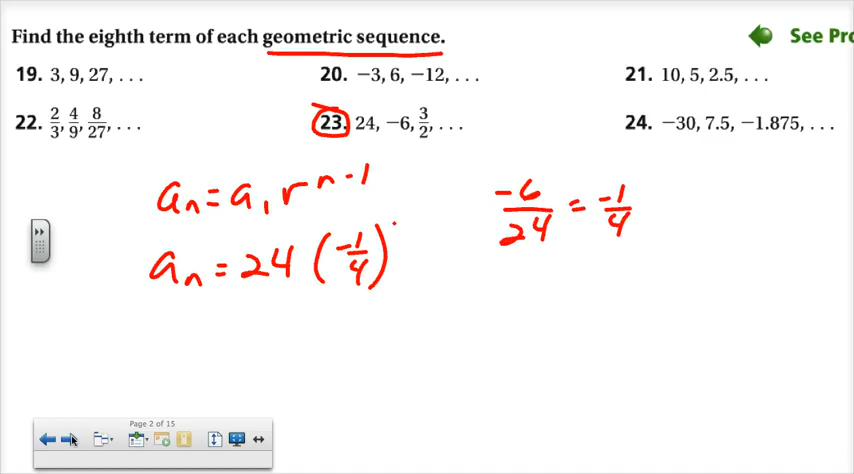 Find the eighth term of each geometric sequence.
See Pro
19. 3, 9, 27, . . .
20. −3, 6, −12, . . .
21. 10, 5, 2.5, . . .
22. 2/3, 4/9, 8/27, . . .
23. 24, −6, 3/2, . . .
24. −30, 7.5, −1.875, . . .
aₙ = a₁ rⁿ⁻¹
-6/24 = -1/4
aₙ = 24 (-1/4)
Page 2 of 15